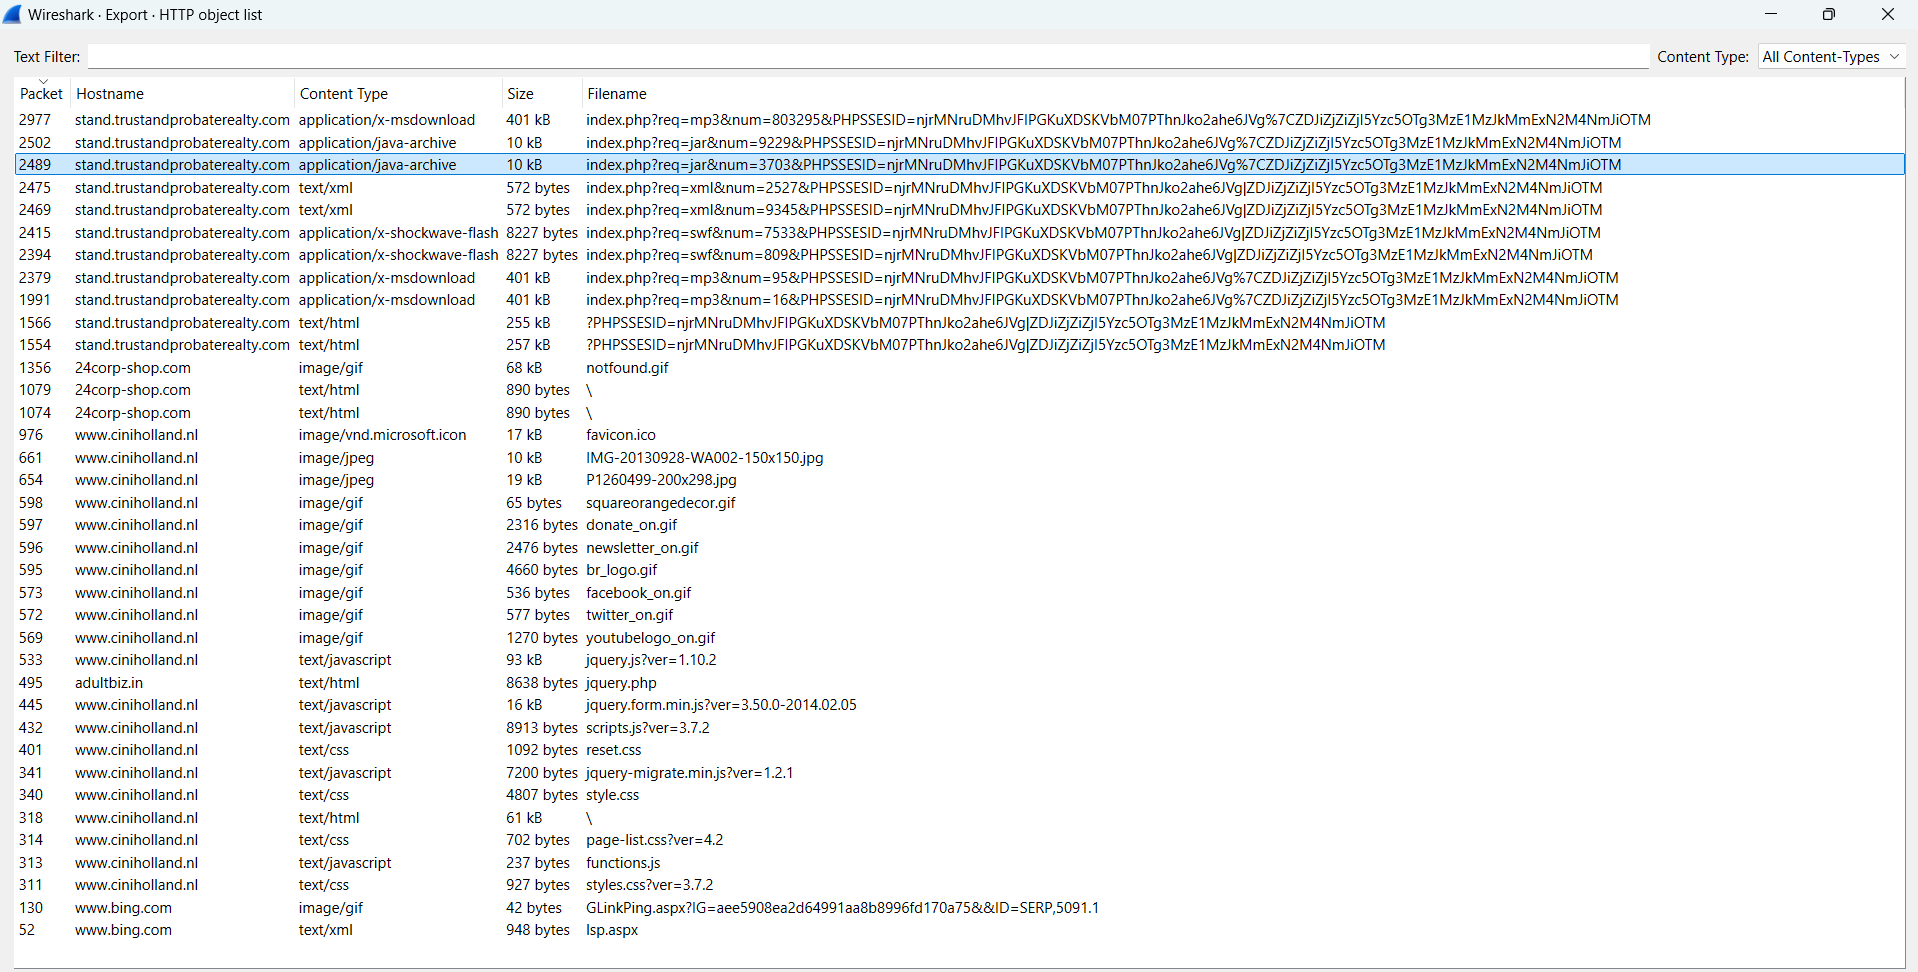 Wireshark · Export · HTTP object list
Text Filter:
Content Type: All Content-Types
Packet Hostname Content Type Size Filename
2977 stand.trustandprobaterealty.com application/x-msdownload 401 kB index.php?req=mp3&num=803295&PHPSSESID=njrMNruDMhvJFIPGKuXDSKVbM07PThnJko2ahe6JVg%7CZDJiZjZiZjI5Yzc5OTg3MzE1MzJkMmExN2M4NmJiOTM
2502 stand.trustandprobaterealty.com application/java-archive 10 kB index.php?req=jar&num=9229&PHPSSESID=njrMNruDMhvJFIPGKuXDSKVbM07PThnJko2ahe6JVg%7CZDJiZjZiZjI5Yzc5OTg3MzE1MzJkMmExN2M4NmJiOTM
2489 stand.trustandprobaterealty.com application/java-archive 10 kB index.php?req=jar&num=3703&PHPSSESID=njrMNruDMhvJFIPGKuXDSKVbM07PThnJko2ahe6JVg%7CZDJiZjZiZjI5Yzc5OTg3MzE1MzJkMmExN2M4NmJiOTM
2475 stand.trustandprobaterealty.com text/xml 572 bytes index.php?req=xml&num=2527&PHPSSESID=njrMNruDMhvJFIPGKuXDSKVbM07PThnJko2ahe6JVg|ZDJiZjZiZjI5Yzc5OTg3MzE1MzJkMmExN2M4NmJiOTM
2469 stand.trustandprobaterealty.com text/xml 572 bytes index.php?req=xml&num=9345&PHPSSESID=njrMNruDMhvJFIPGKuXDSKVbM07PThnJko2ahe6JVg|ZDJiZjZiZjI5Yzc5OTg3MzE1MzJkMmExN2M4NmJiOTM
2415 stand.trustandprobaterealty.com application/x-shockwave-flash 8227 bytes index.php?req=swf&num=7533&PHPSSESID=njrMNruDMhvJFIPGKuXDSKVbM07PThnJko2ahe6JVg|ZDJiZjZiZjI5Yzc5OTg3MzE1MzJkMmExN2M4NmJiOTM
2394 stand.trustandprobaterealty.com application/x-shockwave-flash 8227 bytes index.php?req=swf&num=809&PHPSSESID=njrMNruDMhvJFIPGKuXDSKVbM07PThnJko2ahe6JVg|ZDJiZjZiZjI5Yzc5OTg3MzE1MzJkMmExN2M4NmJiOTM
2379 stand.trustandprobaterealty.com application/x-msdownload 401 kB index.php?req=mp3&num=95&PHPSSESID=njrMNruDMhvJFIPGKuXDSKVbM07PThnJko2ahe6JVg%7CZDJiZjZiZjI5Yzc5OTg3MzE1MzJkMmExN2M4NmJiOTM
1991 stand.trustandprobaterealty.com application/x-msdownload 401 kB index.php?req=mp3&num=16&PHPSSESID=njrMNruDMhvJFIPGKuXDSKVbM07PThnJko2ahe6JVg%7CZDJiZjZiZjI5Yzc5OTg3MzE1MzJkMmExN2M4NmJiOTM
1566 stand.trustandprobaterealty.com text/html 255 kB ?PHPSSESID=njrMNruDMhvJFIPGKuXDSKVbM07PThnJko2ahe6JVg|ZDJiZjZiZjI5Yzc5OTg3MzE1MzJkMmExN2M4NmJiOTM
1554 stand.trustandprobaterealty.com text/html 257 kB ?PHPSSESID=njrMNruDMhvJFIPGKuXDSKVbM07PThnJko2ahe6JVg|ZDJiZjZiZjI5Yzc5OTg3MzE1MzJkMmExN2M4NmJiOTM
1356 24corp-shop.com image/gif 68 kB notfound.gif
1079 24corp-shop.com text/html 890 bytes \
1074 24corp-shop.com text/html 890 bytes \
976 www.ciniholland.nl image/vnd.microsoft.icon 17 kB favicon.ico
661 www.ciniholland.nl image/jpeg 10 kB IMG-20130928-WA002-150x150.jpg
654 www.ciniholland.nl image/jpeg 19 kB P1260499-200x298.jpg
598 www.ciniholland.nl image/gif 65 bytes squareorangedecor.gif
597 www.ciniholland.nl image/gif 2316 bytes donate_on.gif
596 www.ciniholland.nl image/gif 2476 bytes newsletter_on.gif
595 www.ciniholland.nl image/gif 4660 bytes br_logo.gif
573 www.ciniholland.nl image/gif 536 bytes facebook_on.gif
572 www.ciniholland.nl image/gif 577 bytes twitter_on.gif
569 www.ciniholland.nl image/gif 1270 bytes youtubelogo_on.gif
533 www.ciniholland.nl text/javascript 93 kB jquery.js?ver=1.10.2
495 adultbiz.in text/html 8638 bytes jquery.php
445 www.ciniholland.nl text/javascript 16 kB jquery.form.min.js?ver=3.50.0-2014.02.05
432 www.ciniholland.nl text/javascript 8913 bytes scripts.js?ver=3.7.2
401 www.ciniholland.nl text/css 1092 bytes reset.css
341 www.ciniholland.nl text/javascript 7200 bytes jquery-migrate.min.js?ver=1.2.1
340 www.ciniholland.nl text/css 4807 bytes style.css
318 www.ciniholland.nl text/html 61 kB \
314 www.ciniholland.nl text/css 702 bytes page-list.css?ver=4.2
313 www.ciniholland.nl text/javascript 237 bytes functions.js
311 www.ciniholland.nl text/css 927 bytes styles.css?ver=3.7.2
130 www.bing.com image/gif 42 bytes GLinkPing.aspx?IG=aee5908ea2d64991aa8b8996fd170a75&&ID=SERP,5091.1
52 www.bing.com text/xml 948 bytes lsp.aspx